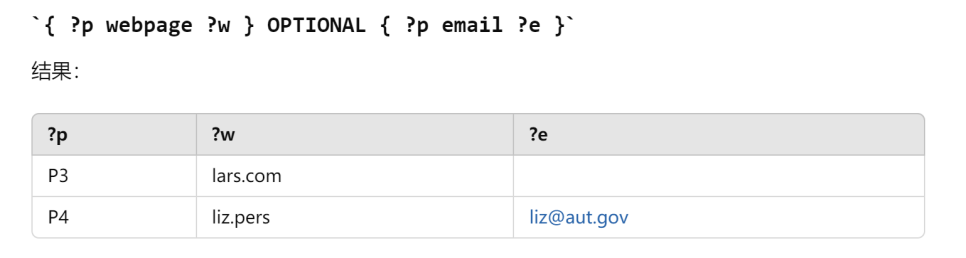 `{ ?p webpage ?w } OPTIONAL { ?p email ?e }`
结果：
?p ?w ?e
P3 lars.com
P4 liz.pers liz@aut.gov